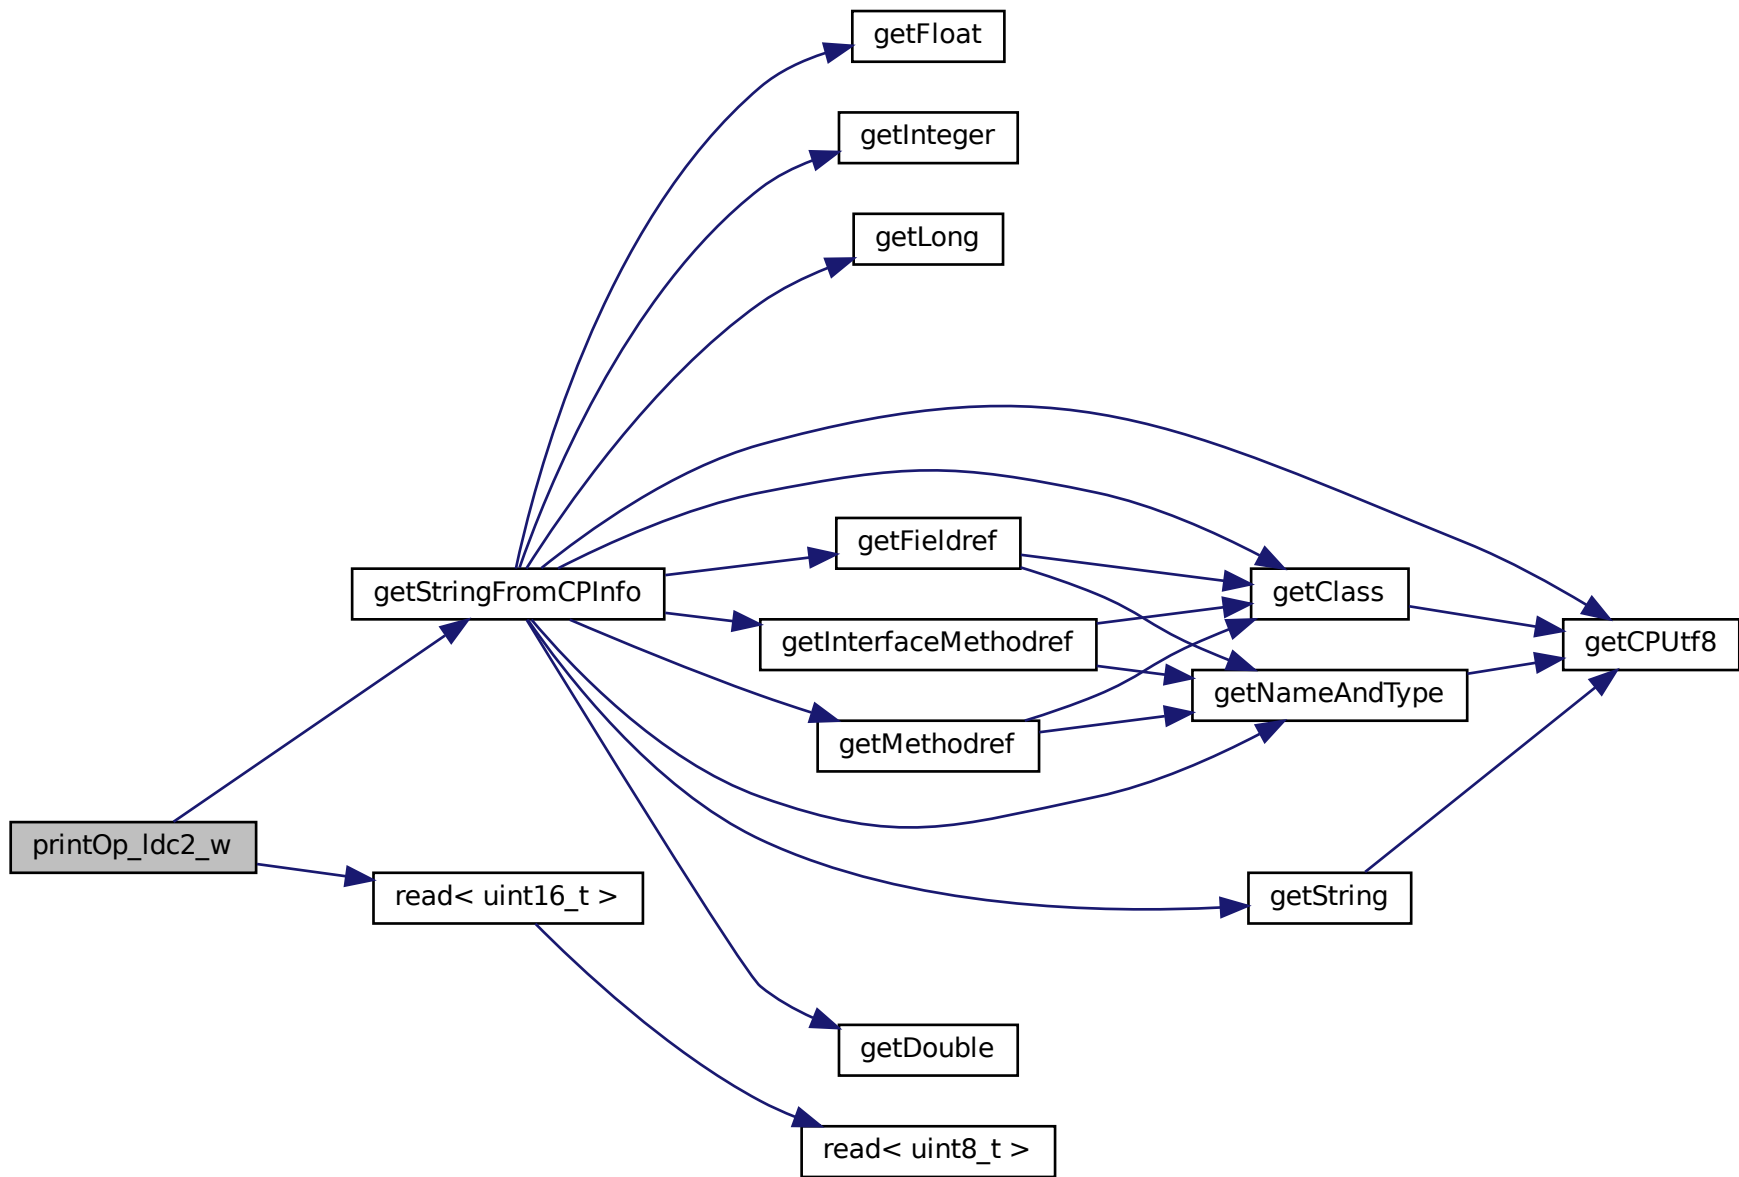 getFloat
getInteger
getLong
getFieldref
getStringFromCPInfo
getClass
getInterfaceMethodref
getCPUtf8
getNameAndType
getMethodref
printOp_ldc2_w
read< uint16_t >
getString
getDouble
read< uint8_t >